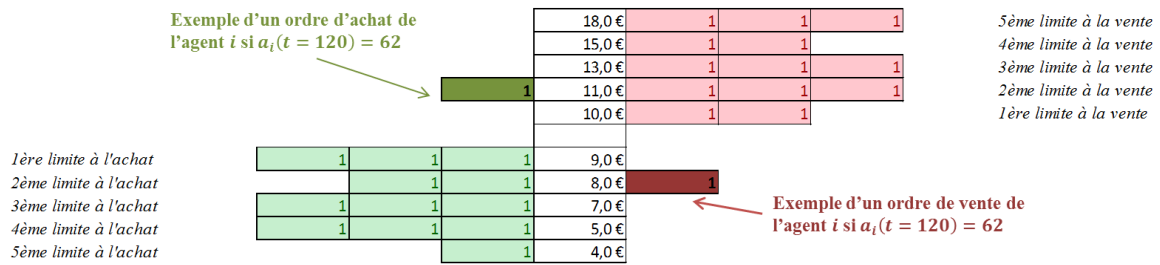 Exemple d'un ordre d'achat de
l'agent i si a_i(t = 120) = 62
18,0 € 1 1 1 5ème limite à la vente
15,0 € 1 1 4ème limite à la vente
13,0 € 1 1 1 3ème limite à la vente
1 11,0 € 1 1 1 2ème limite à la vente
10,0 € 1 1 1ère limite à la vente
1ère limite à l'achat 1 1 1 9,0 €
2ème limite à l'achat 1 1 8,0 € 1
3ème limite à l'achat 1 1 1 7,0 €
4ème limite à l'achat 1 1 1 5,0 €
5ème limite à l'achat 1 4,0 €
Exemple d'un ordre de vente de
l'agent i si a_i(t = 120) = 62